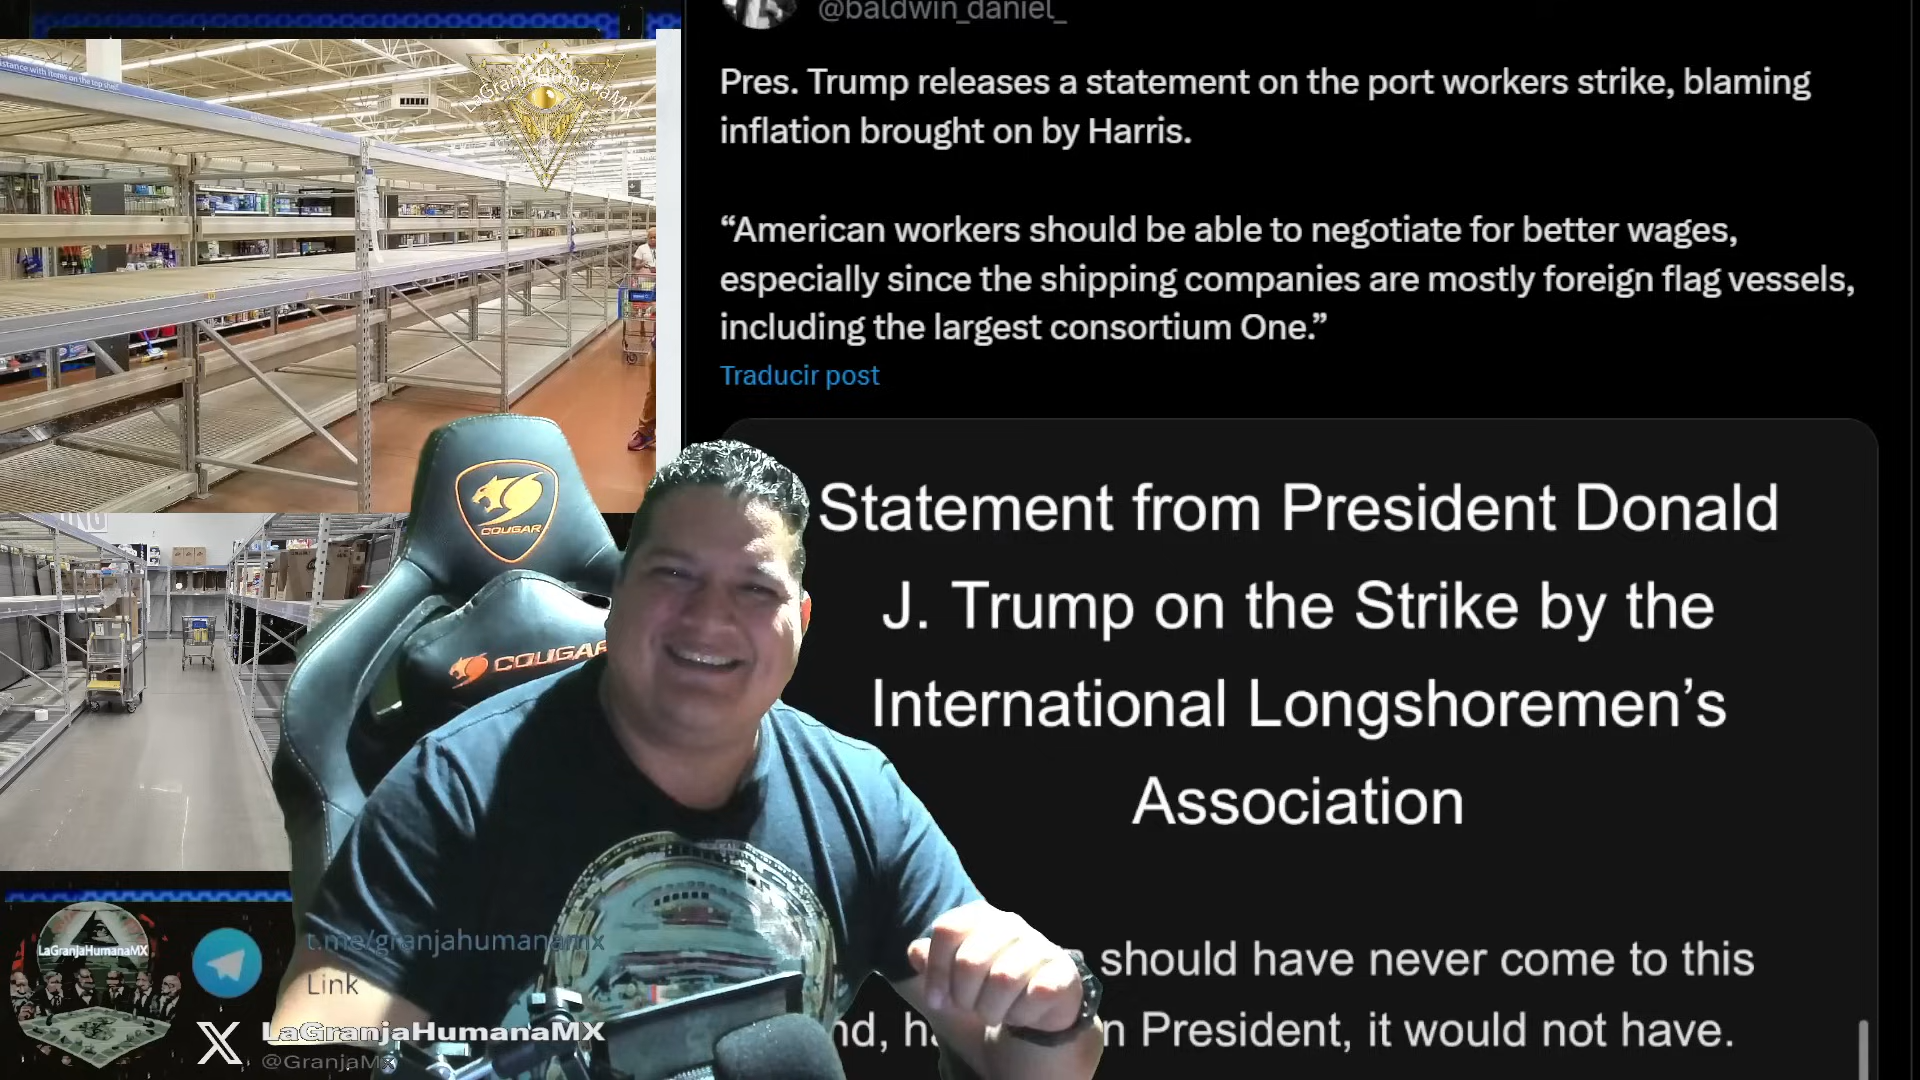 @baldwin_daniel_
Pres. Trump releases a statement on the port workers strike, blaming
inflation brought on by Harris.
“American workers should be able to negotiate for better wages,
especially since the shipping companies are mostly foreign flag vessels,
including the largest consortium One.”
Traducir post
Statement from President Donald
J. Trump on the Strike by the
International Longshoremen’s
Association
should have never come to this
President, it would not have.
LaGranjaHumanaMX
COUGAR
COUGAR
LaGranjaHumanaMX
t.me/granjahumanamx
Link
LaGranjaHumanaMX
@GranjaMx